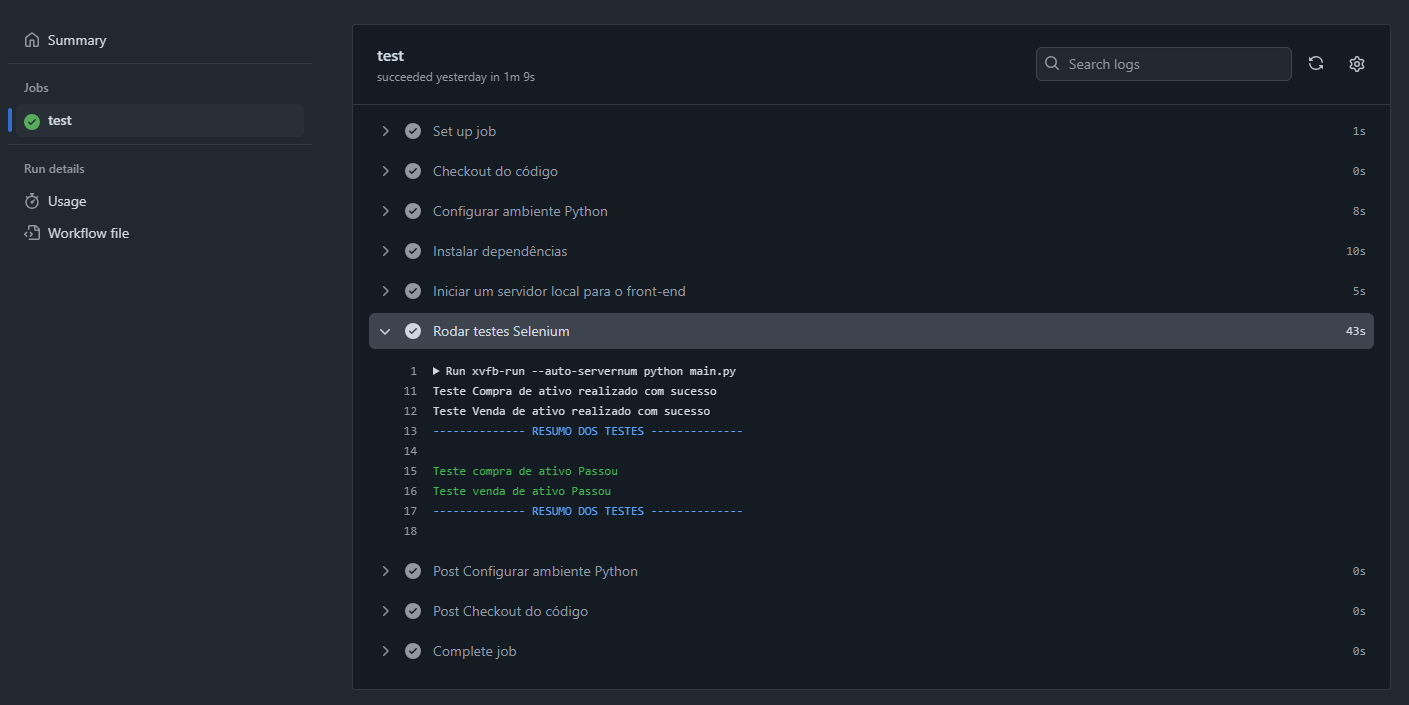 Summary
Jobs
test
Run details
Usage
Workflow file
test
succeeded yesterday in 1m 9s
Search logs
Set up job 1s
Checkout do código 0s
Configurar ambiente Python 8s
Instalar dependências 10s
Iniciar um servidor local para o front-end 5s
Rodar testes Selenium 43s
1 Run xvfb-run --auto-servernum python main.py
11 Teste Compra de ativo realizado com sucesso
12 Teste Venda de ativo realizado com sucesso
13 -------------- RESUMO DOS TESTES --------------
14
15 Teste compra de ativo Passou
16 Teste venda de ativo Passou
17 -------------- RESUMO DOS TESTES --------------
18
Post Configurar ambiente Python 0s
Post Checkout do código 0s
Complete job 0s